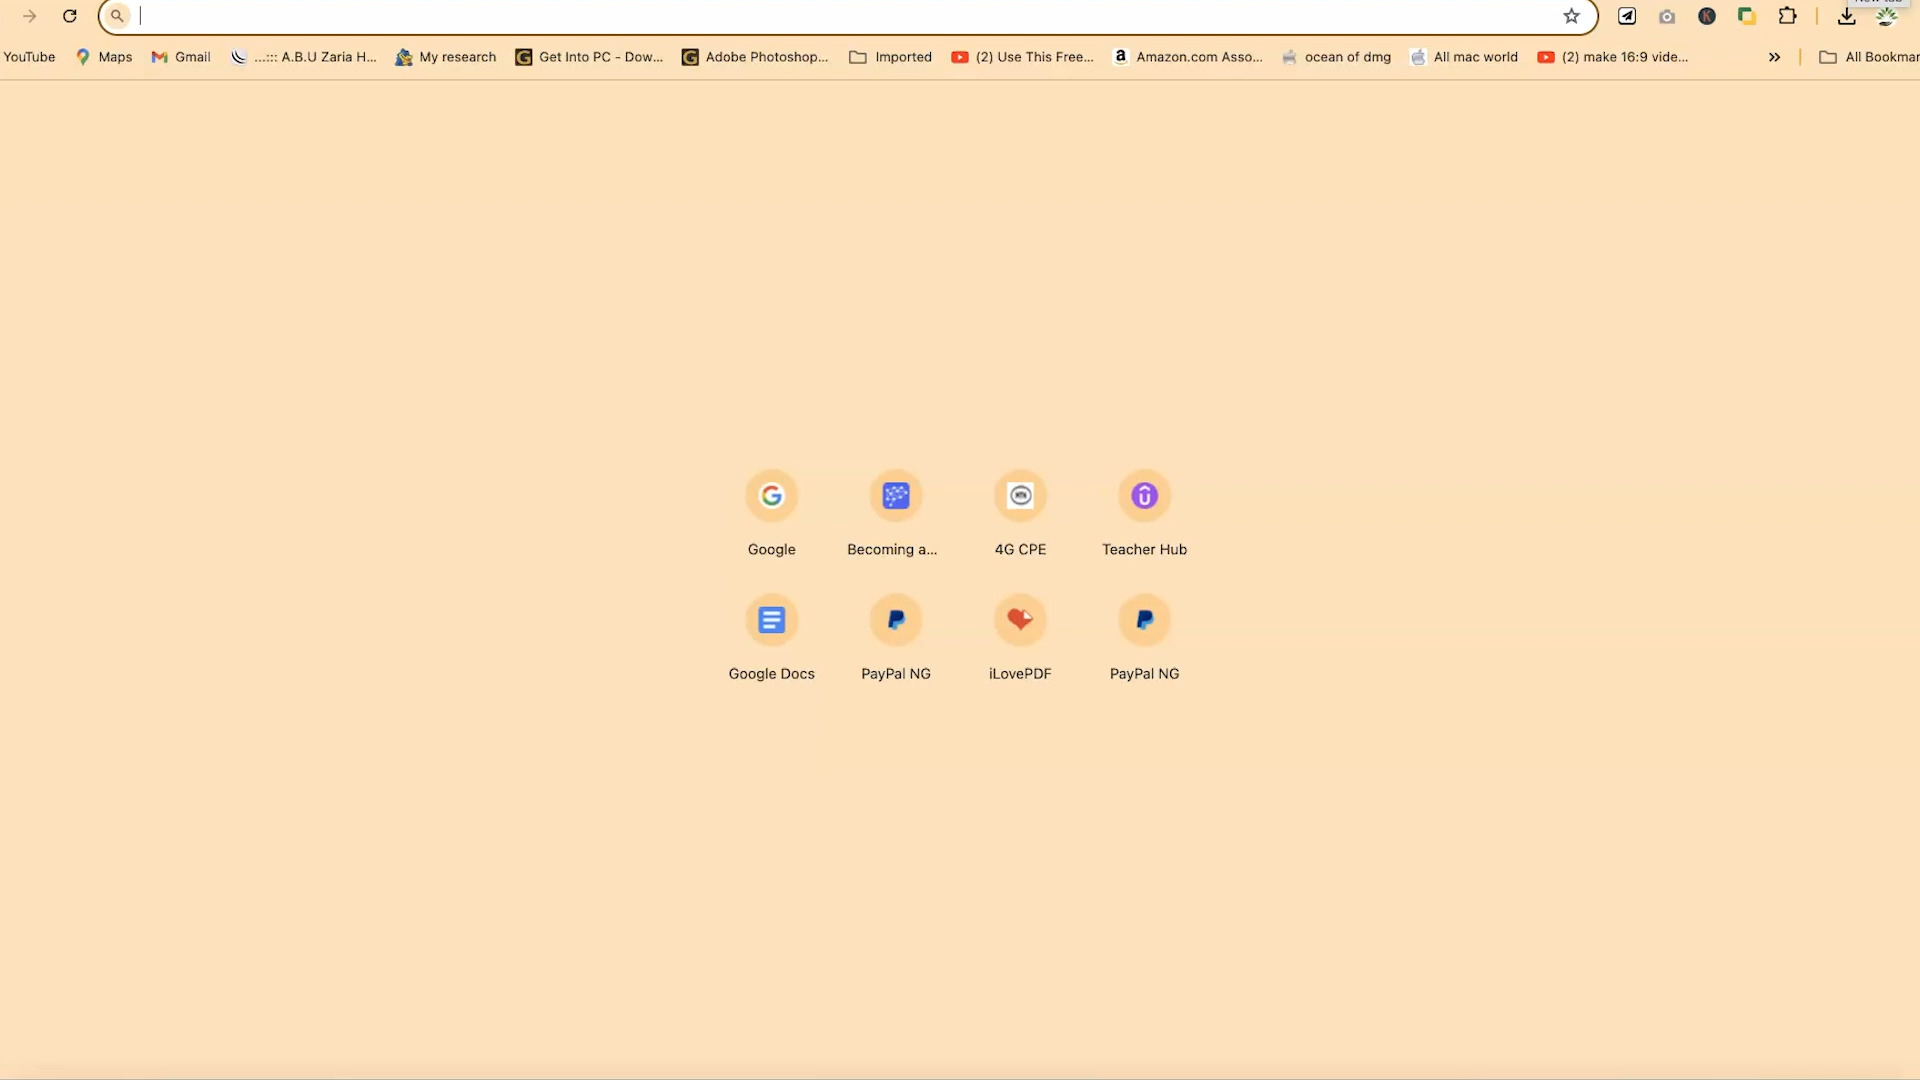 New tab
YouTube Maps Gmail ...::: A.B.U Zaria H... My research Get Into PC - Dow... Adobe Photoshop... Imported (2) Use This Free... Amazon.com Asso... ocean of dmg All mac world (2) make 16:9 vide... All Bookmar
Google Becoming a... 4G CPE Teacher Hub
Google Docs PayPal NG iLovePDF PayPal NG